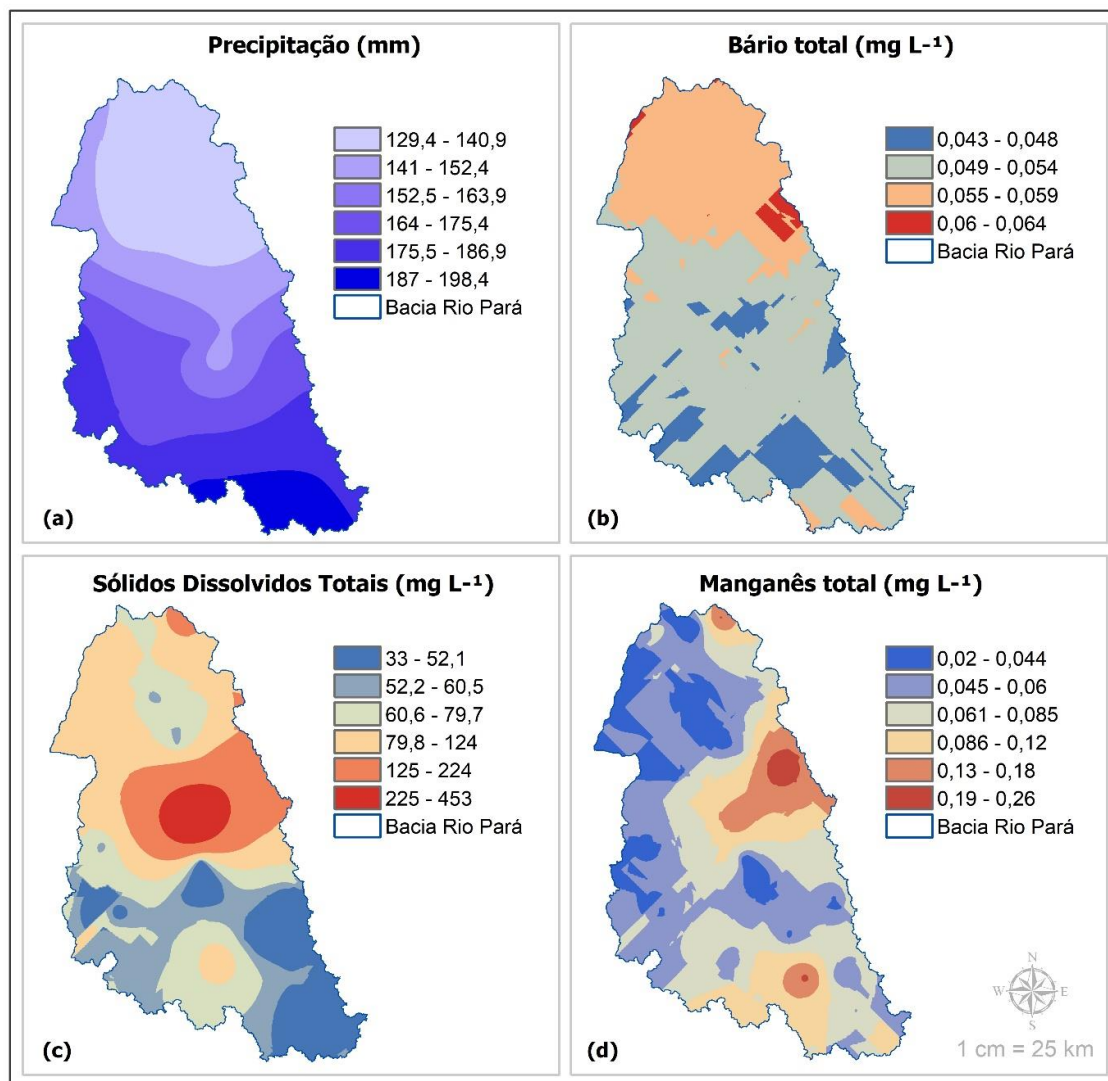 Precipitação (mm)
129,4 - 140,9
141 - 152,4
152,5 - 163,9
164 - 175,4
175,5 - 186,9
187 - 198,4
Bacia Rio Pará
(a)
Bário total (mg L-¹)
0,043 - 0,048
0,049 - 0,054
0,055 - 0,059
0,06 - 0,064
Bacia Rio Pará
(b)
Sólidos Dissolvidos Totais (mg L-¹)
33 - 52,1
52,2 - 60,5
60,6 - 79,7
79,8 - 124
125 - 224
225 - 453
Bacia Rio Pará
(c)
Manganês total (mg L-¹)
0,02 - 0,044
0,045 - 0,06
0,061 - 0,085
0,086 - 0,12
0,13 - 0,18
0,19 - 0,26
Bacia Rio Pará
(d)
N
W E
S
1 cm = 25 km